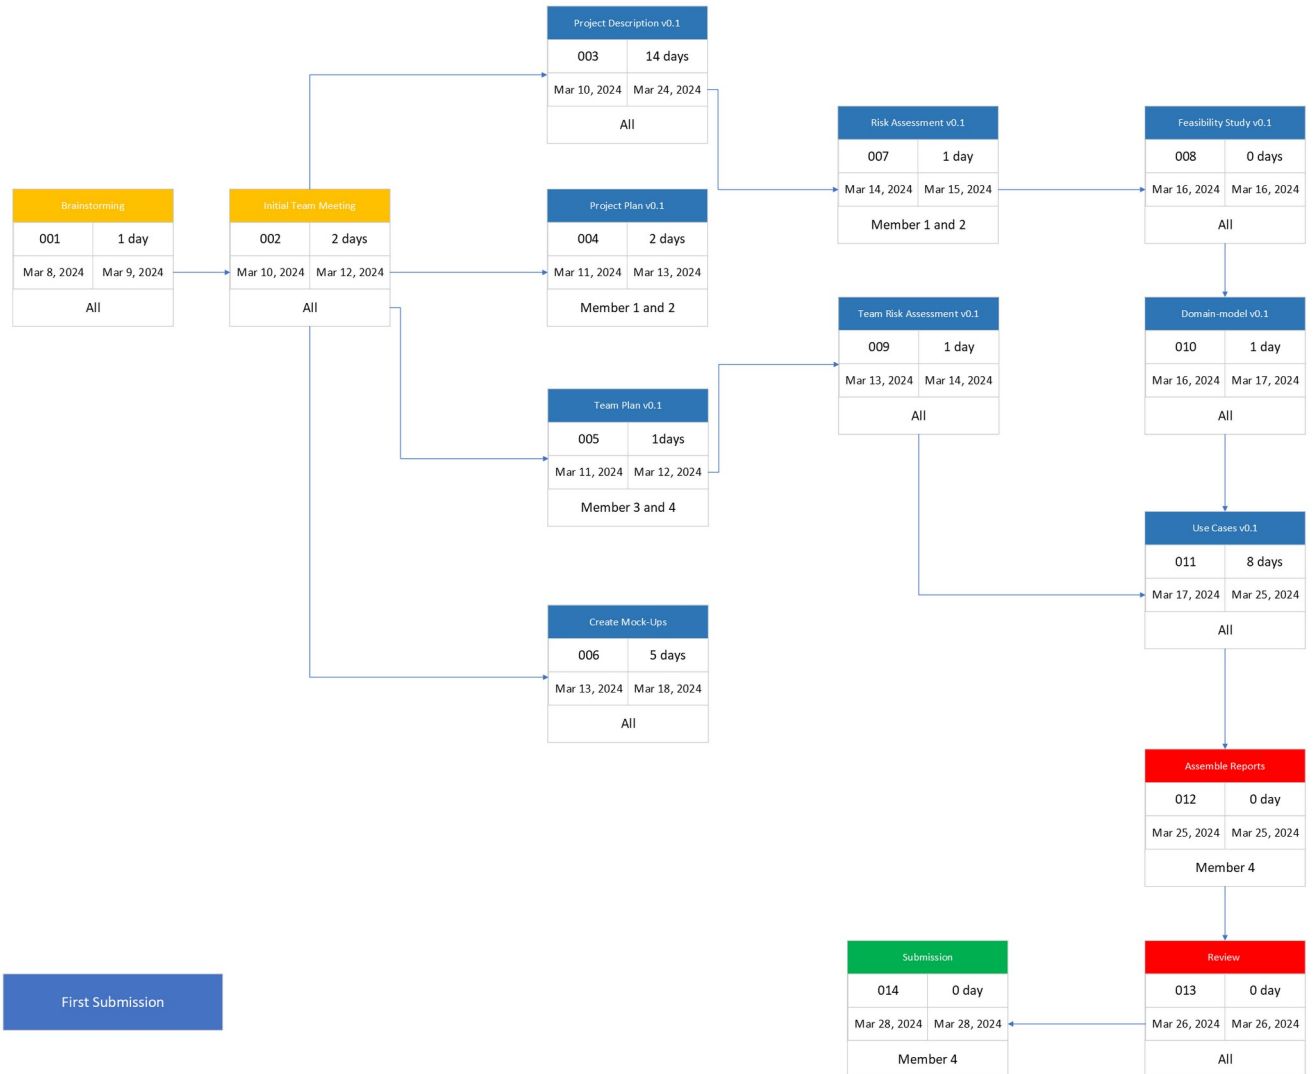 Project Description v0.1
003 14 days
Mar 10, 2024 Mar 24, 2024
All
Risk Assessment v0.1
007 1 day
Mar 14, 2024 Mar 15, 2024
Member 1 and 2
Feasibility Study v0.1
008 0 days
Mar 16, 2024 Mar 16, 2024
All
Brainstorming
001 1 day
Mar 8, 2024 Mar 9, 2024
All
Initial Team Meeting
002 2 days
Mar 10, 2024 Mar 12, 2024
All
Project Plan v0.1
004 2 days
Mar 11, 2024 Mar 13, 2024
Member 1 and 2
Team Risk Assessment v0.1
009 1 day
Mar 13, 2024 Mar 14, 2024
All
Domain-model v0.1
010 1 day
Mar 16, 2024 Mar 17, 2024
All
Team Plan v0.1
005 1days
Mar 11, 2024 Mar 12, 2024
Member 3 and 4
Use Cases v0.1
011 8 days
Mar 17, 2024 Mar 25, 2024
All
Create Mock-Ups
006 5 days
Mar 13, 2024 Mar 18, 2024
All
Assemble Reports
012 0 day
Mar 25, 2024 Mar 25, 2024
Member 4
Submission
014 0 day
Mar 28, 2024 Mar 28, 2024
Member 4
Review
013 0 day
Mar 26, 2024 Mar 26, 2024
All
First Submission